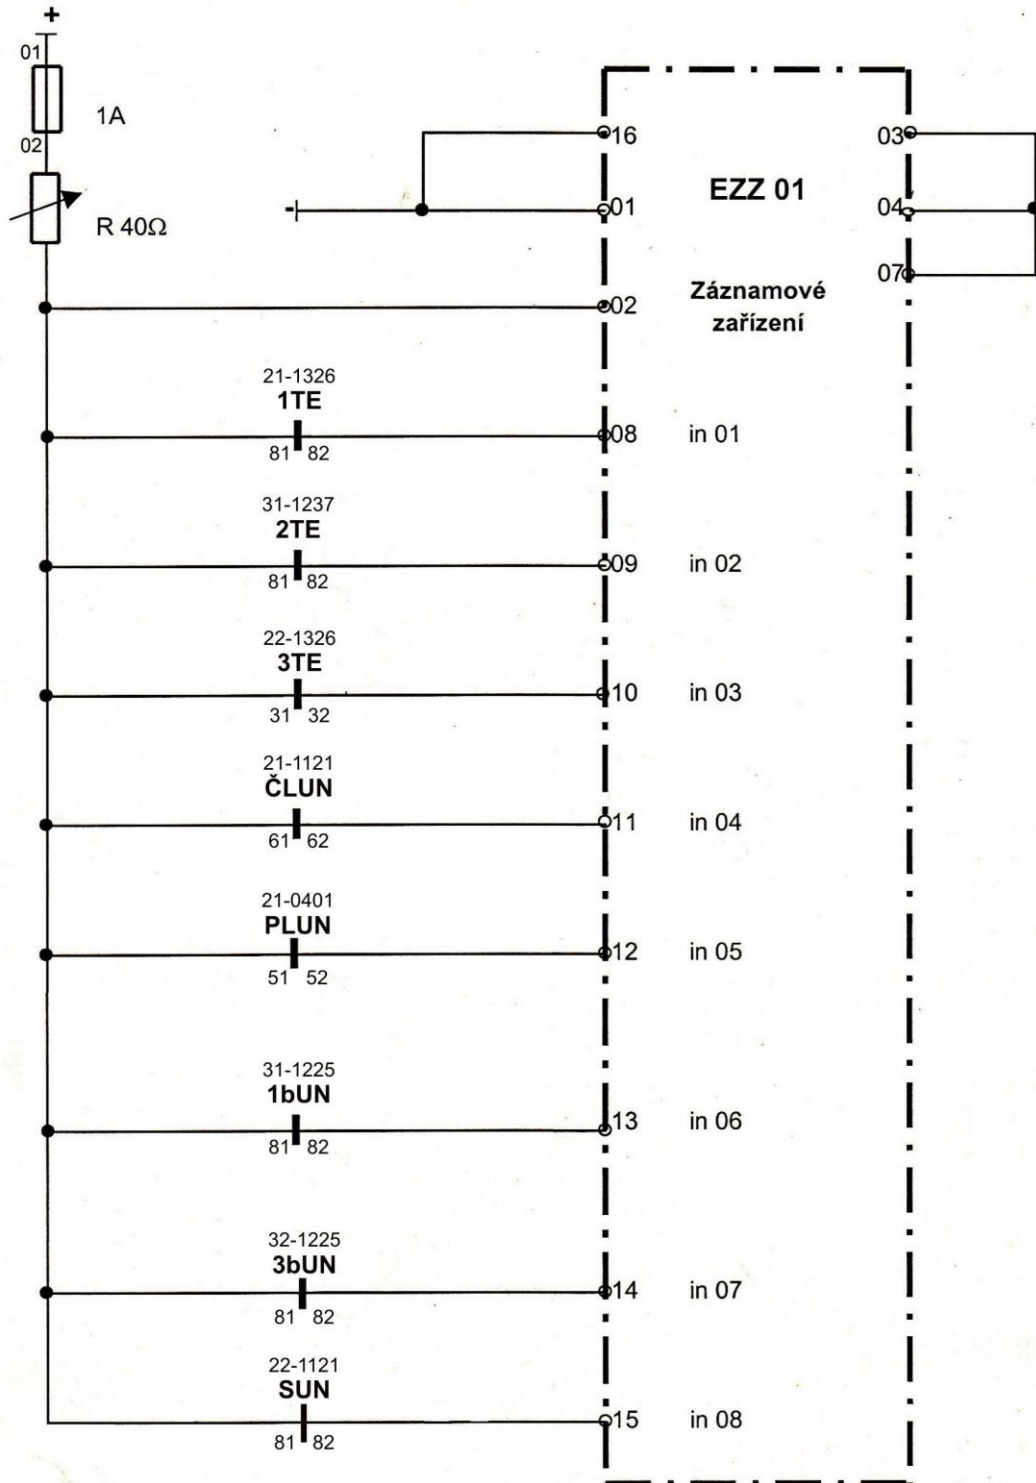 +
01
1A
02
R 40Ω
16
03
EZZ 01
-
01
04
07
02
Záznamové
zařízení
21-1326
1TE
81 82
08
in 01
31-1237
2TE
81 82
09
in 02
22-1326
3TE
31 32
10
in 03
21-1121
ČLUN
61 62
11
in 04
21-0401
PLUN
51 52
12
in 05
31-1225
1bUN
81 82
13
in 06
32-1225
3bUN
81 82
14
in 07
22-1121
SUN
81 82
15
in 08